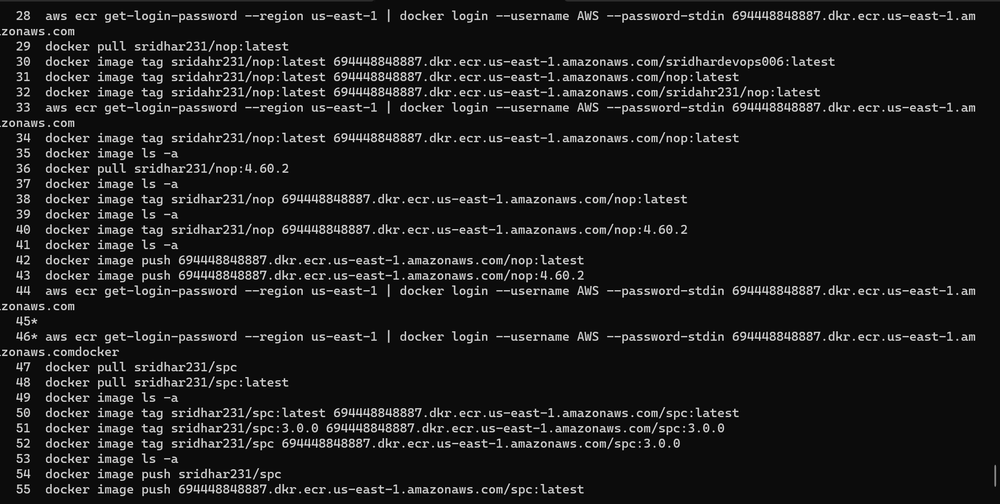 28 aws ecr get-login-password --region us-east-1 | docker login --username AWS --password-stdin 694448848887.dkr.ecr.us-east-1.am
zonaws.com
29 docker pull sridhar231/nop:latest
30 docker image tag sridahr231/nop:latest 694448848887.dkr.ecr.us-east-1.amazonaws.com/sridhardevops006:latest
31 docker image tag sridahr231/nop:latest 694448848887.dkr.ecr.us-east-1.amazonaws.com/nop:latest
32 docker image tag sridahr231/nop:latest 694448848887.dkr.ecr.us-east-1.amazonaws.com/sridahr231/nop:latest
33 aws ecr get-login-password --region us-east-1 | docker login --username AWS --password-stdin 694448848887.dkr.ecr.us-east-1.am
zonaws.com
34 docker image tag sridahr231/nop:latest 694448848887.dkr.ecr.us-east-1.amazonaws.com/nop:latest
35 docker image ls -a
36 docker pull sridhar231/nop:4.60.2
37 docker image ls -a
38 docker image tag sridhar231/nop 694448848887.dkr.ecr.us-east-1.amazonaws.com/nop:latest
39 docker image ls -a
40 docker image tag sridhar231/nop 694448848887.dkr.ecr.us-east-1.amazonaws.com/nop:4.60.2
41 docker image ls -a
42 docker image push 694448848887.dkr.ecr.us-east-1.amazonaws.com/nop:latest
43 docker image push 694448848887.dkr.ecr.us-east-1.amazonaws.com/nop:4.60.2
44 aws ecr get-login-password --region us-east-1 | docker login --username AWS --password-stdin 694448848887.dkr.ecr.us-east-1.am
zonaws.com
45*
46* aws ecr get-login-password --region us-east-1 | docker login --username AWS --password-stdin 694448848887.dkr.ecr.us-east-1.am
zonaws.comdocker
47 docker pull sridhar231/spc
48 docker pull sridhar231/spc:latest
49 docker image ls -a
50 docker image tag sridhar231/spc:latest 694448848887.dkr.ecr.us-east-1.amazonaws.com/spc:latest
51 docker image tag sridhar231/spc:3.0.0 694448848887.dkr.ecr.us-east-1.amazonaws.com/spc:3.0.0
52 docker image tag sridhar231/spc 694448848887.dkr.ecr.us-east-1.amazonaws.com/spc:3.0.0
53 docker image ls -a
54 docker image push sridhar231/spc
55 docker image push 694448848887.dkr.ecr.us-east-1.amazonaws.com/spc:latest